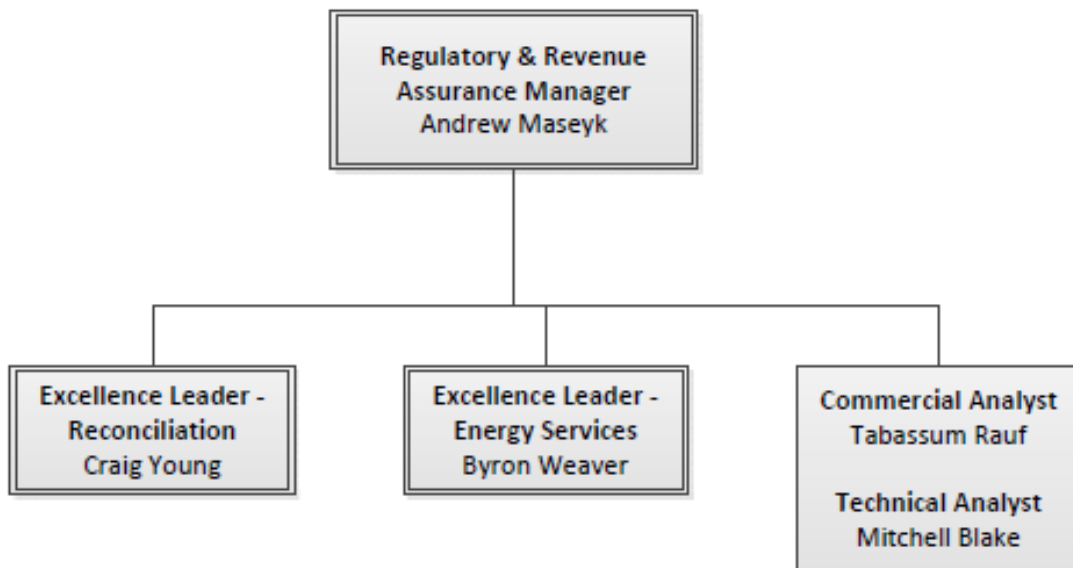 Regulatory & Revenue
Assurance Manager
Andrew Maseyk
Excellence Leader -
Reconciliation
Craig Young
Excellence Leader -
Energy Services
Byron Weaver
Commercial Analyst
Tabassum Rauf
Technical Analyst
Mitchell Blake